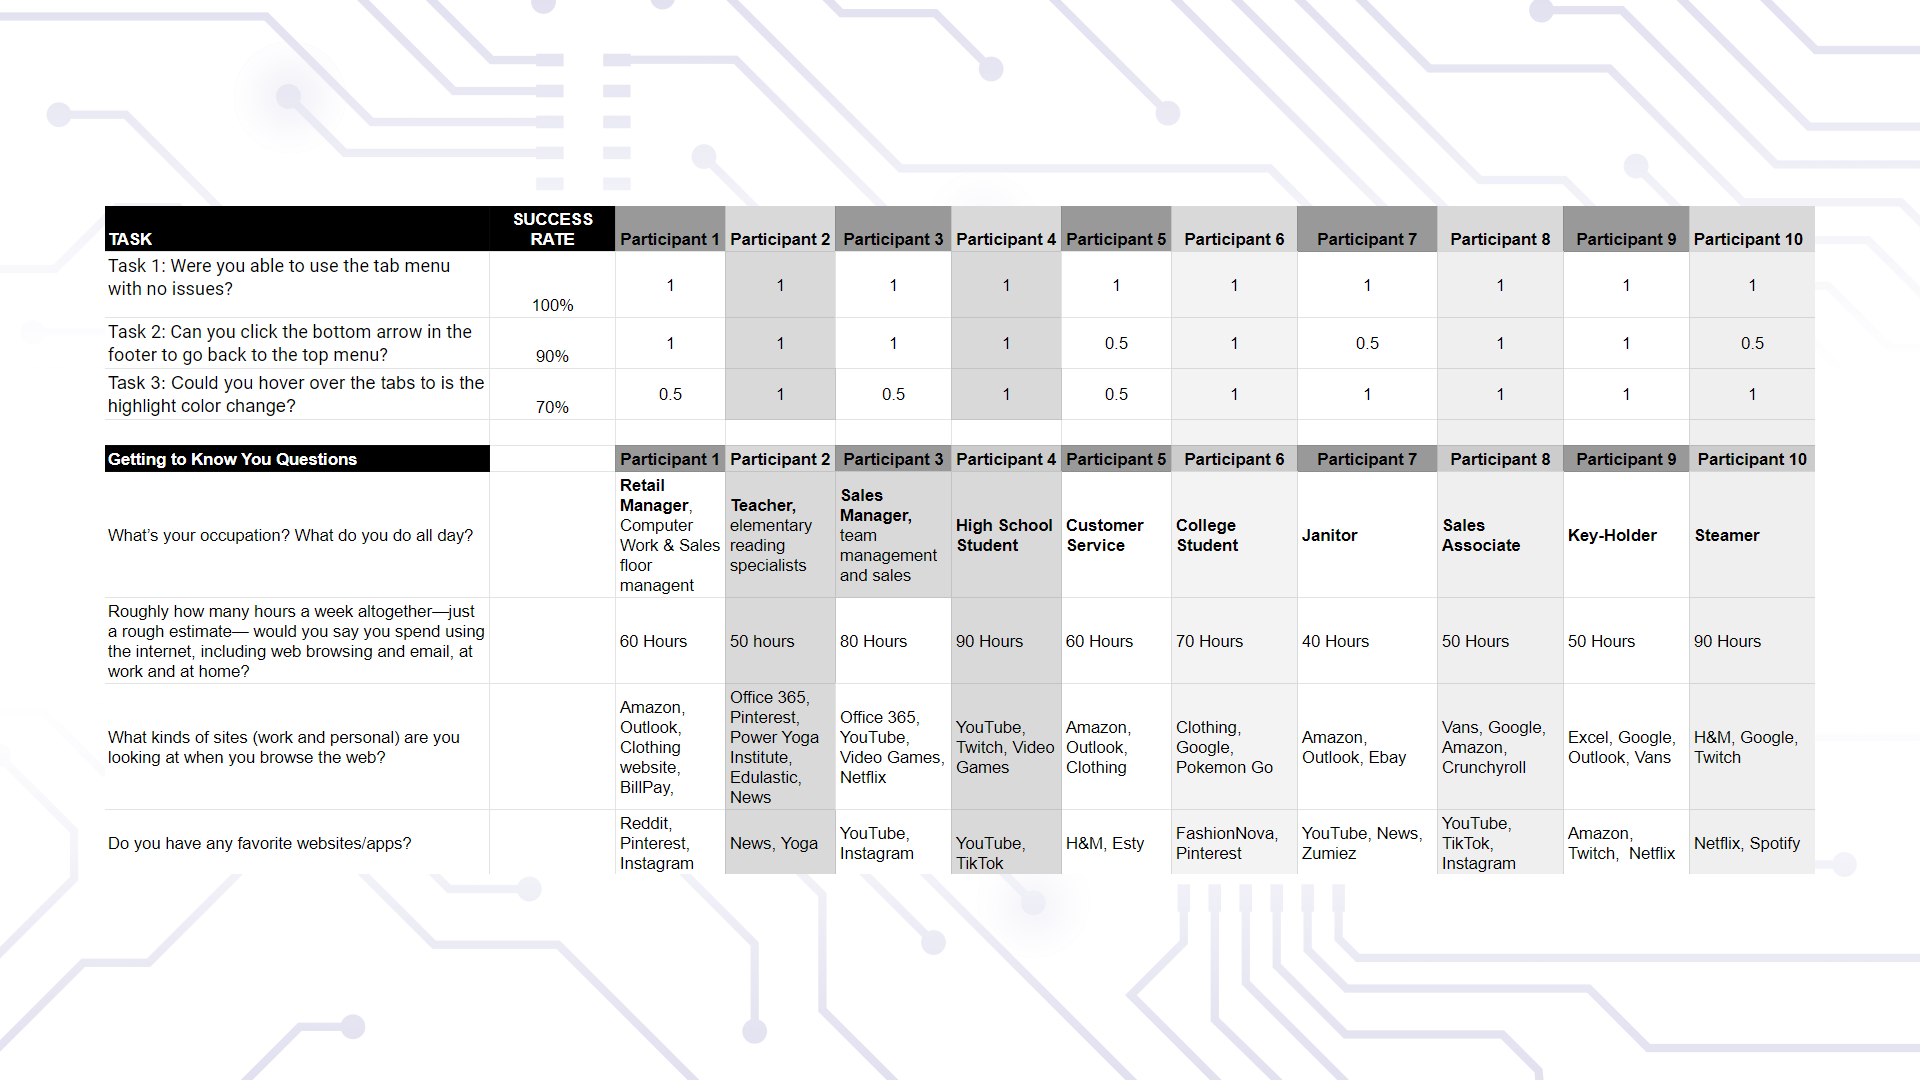 TASK SUCCESS RATE Participant 1 Participant 2 Participant 3 Participant 4 Participant 5 Participant 6 Participant 7 Participant 8 Participant 9 Participant 10
Task 1: Were you able to use the tab menu
with no issues?
100% 1 1 1 1 1 1 1 1 1 1
Task 2: Can you click the bottom arrow in the
footer to go back to the top menu?
90% 1 1 1 1 0.5 1 0.5 1 1 0.5
Task 3: Could you hover over the tabs to is the
highlight color change?
70% 0.5 1 0.5 1 0.5 1 1 1 1 1
Getting to Know You Questions Participant 1 Participant 2 Participant 3 Participant 4 Participant 5 Participant 6 Participant 7 Participant 8 Participant 9 Participant 10
What's your occupation? What do you do all day?
Retail
Manager,
Computer
Work & Sales
floor
managent
Teacher,
elementary
reading
specialists
Sales
Manager,
team
management
and sales
High School
Student
Customer
Service
College
Student
Janitor
Sales
Associate
Key-Holder
Steamer
Roughly how many hours a week altogether—just
a rough estimate— would you say you spend using
the internet, including web browsing and email, at
work and at home?
60 Hours 50 hours 80 Hours 90 Hours 60 Hours 70 Hours 40 Hours 50 Hours 50 Hours 90 Hours
What kinds of sites (work and personal) are you
looking at when you browse the web?
Amazon,
Outlook,
Clothing
website,
BillPay,
Office 365,
Pinterest,
Power Yoga
Institute,
Edulastic,
News
Office 365,
YouTube,
Video Games,
Netflix
YouTube,
Twitch, Video
Games
Amazon,
Outlook,
Clothing
Clothing,
Google,
Pokemon Go
Amazon,
Outlook, Ebay
Vans, Google,
Amazon,
Crunchyroll
Excel, Google,
Outlook, Vans
H&M, Google,
Twitch
Do you have any favorite websites/apps?
Reddit,
Pinterest,
Instagram
News, Yoga
YouTube,
Instagram
YouTube,
TikTok
H&M, Esty
FashionNova,
Pinterest
YouTube, News,
Zumiez
YouTube,
TikTok,
Instagram
Amazon,
Twitch, Netflix
Netflix, Spotify